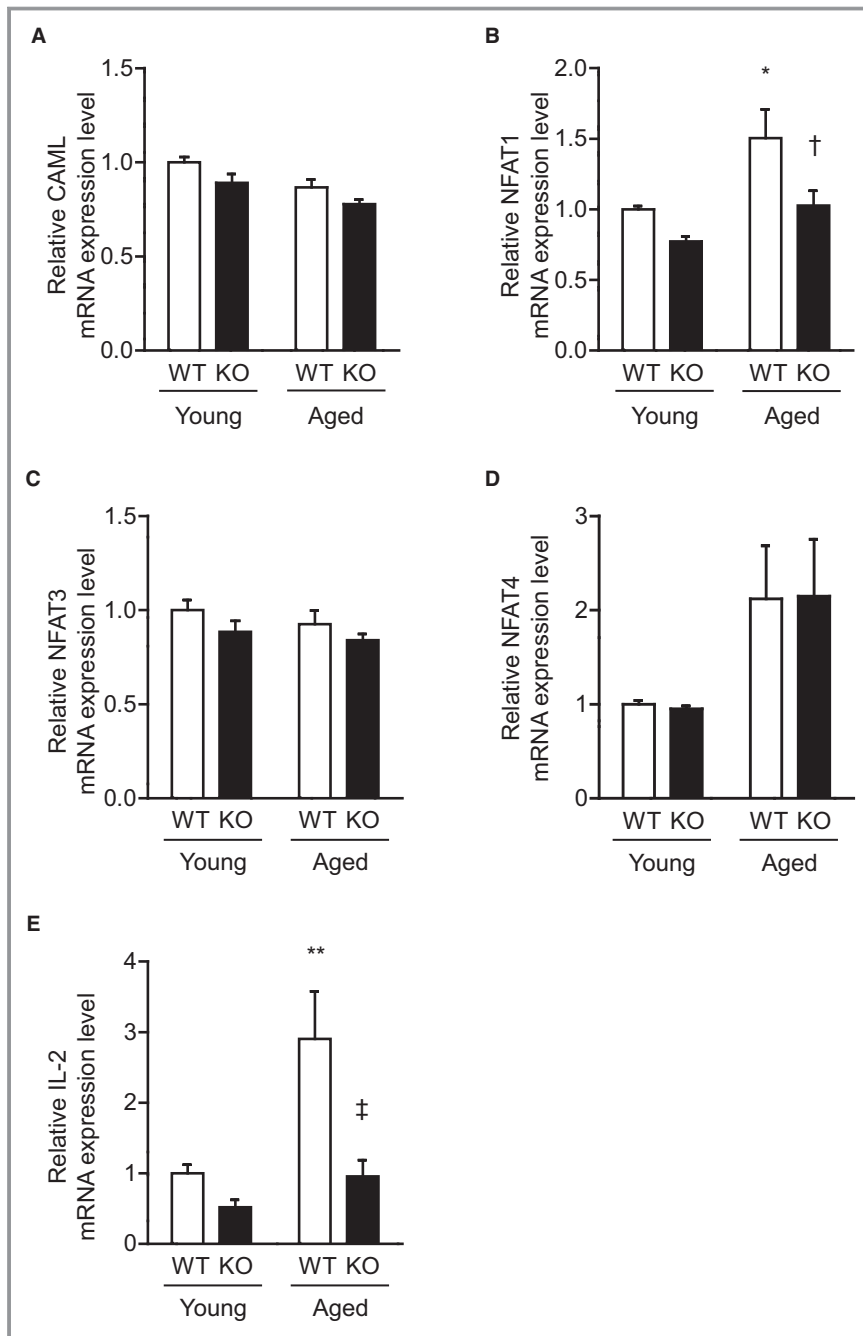 A
Relative CAML
mRNA expression level
1.5
1.0
0.5
0.0
WT KO WT KO
Young Aged
B
Relative NFAT1
mRNA expression level
2.0
1.5
1.0
0.5
0.0
*
†
WT KO WT KO
Young Aged
C
Relative NFAT3
mRNA expression level
1.5
1.0
0.5
0.0
WT KO WT KO
Young Aged
D
Relative NFAT4
mRNA expression level
3
2
1
0
WT KO WT KO
Young Aged
E
Relative IL-2
mRNA expression level
4
3
2
1
0
**
‡
WT KO WT KO
Young Aged